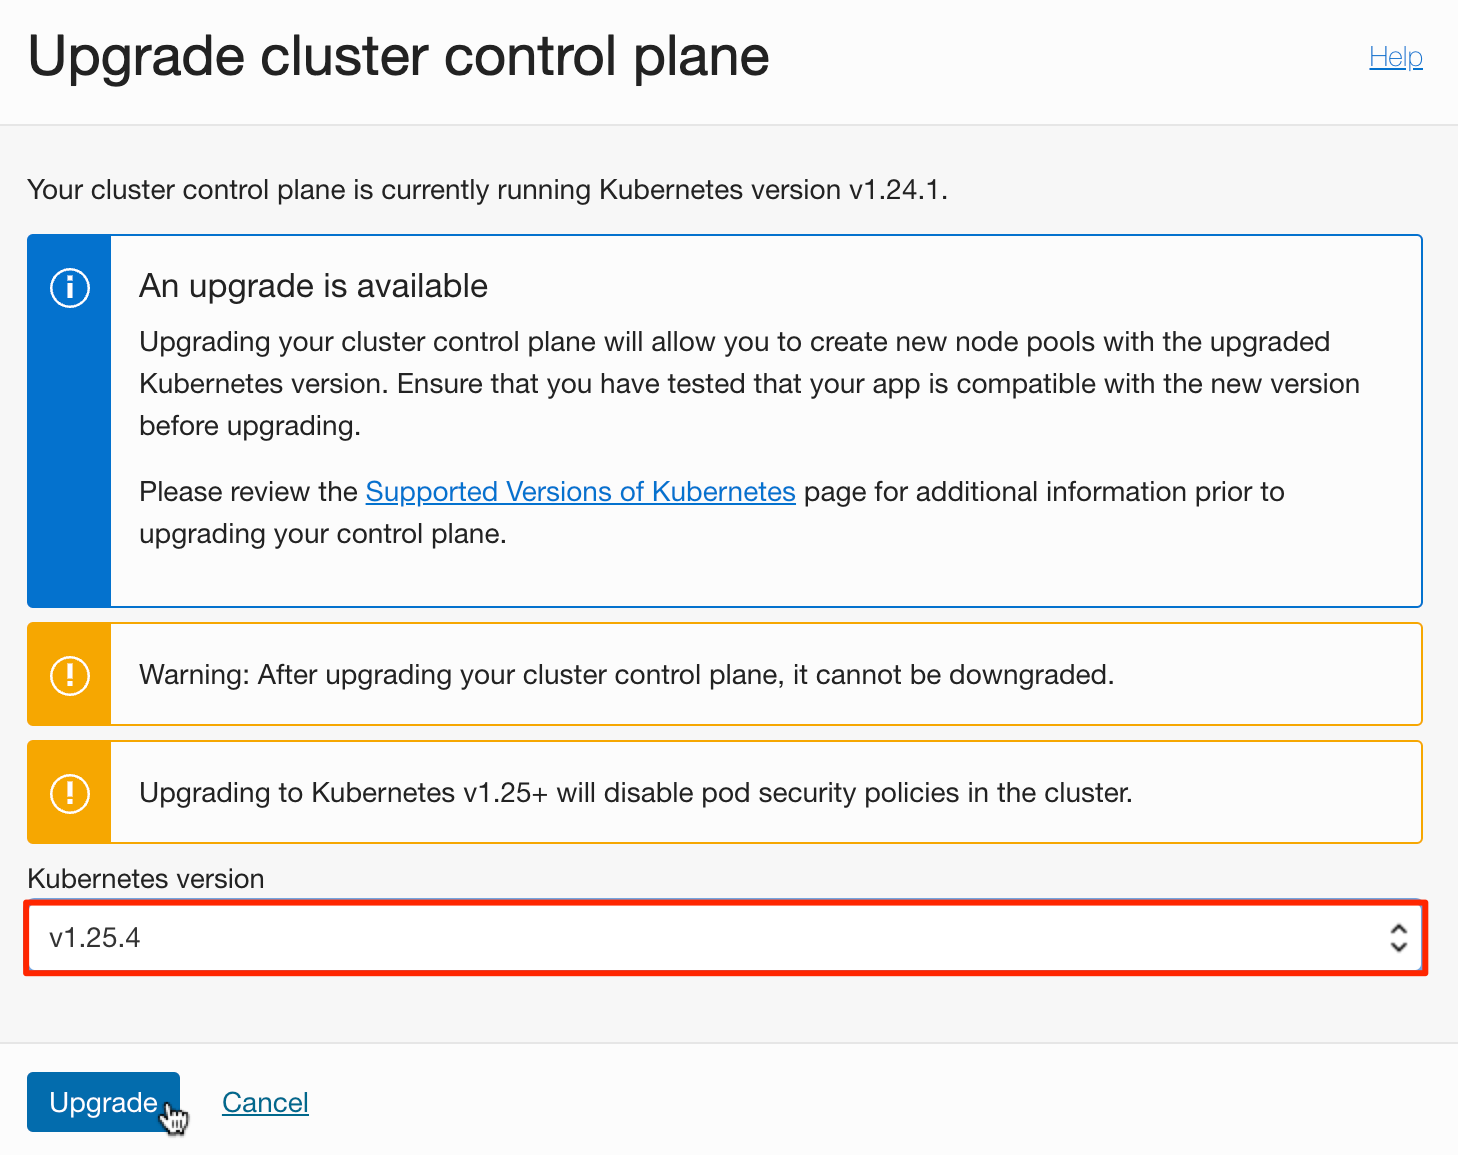 Upgrade cluster control plane
Help
Your cluster control plane is currently running Kubernetes version v1.24.1.
An upgrade is available
Upgrading your cluster control plane will allow you to create new node pools with the upgraded
Kubernetes version. Ensure that you have tested that your app is compatible with the new version
before upgrading.
Please review the Supported Versions of Kubernetes page for additional information prior to
upgrading your control plane.
Warning: After upgrading your cluster control plane, it cannot be downgraded.
Upgrading to Kubernetes v1.25+ will disable pod security policies in the cluster.
Kubernetes version
v1.25.4
Upgrade
Cancel